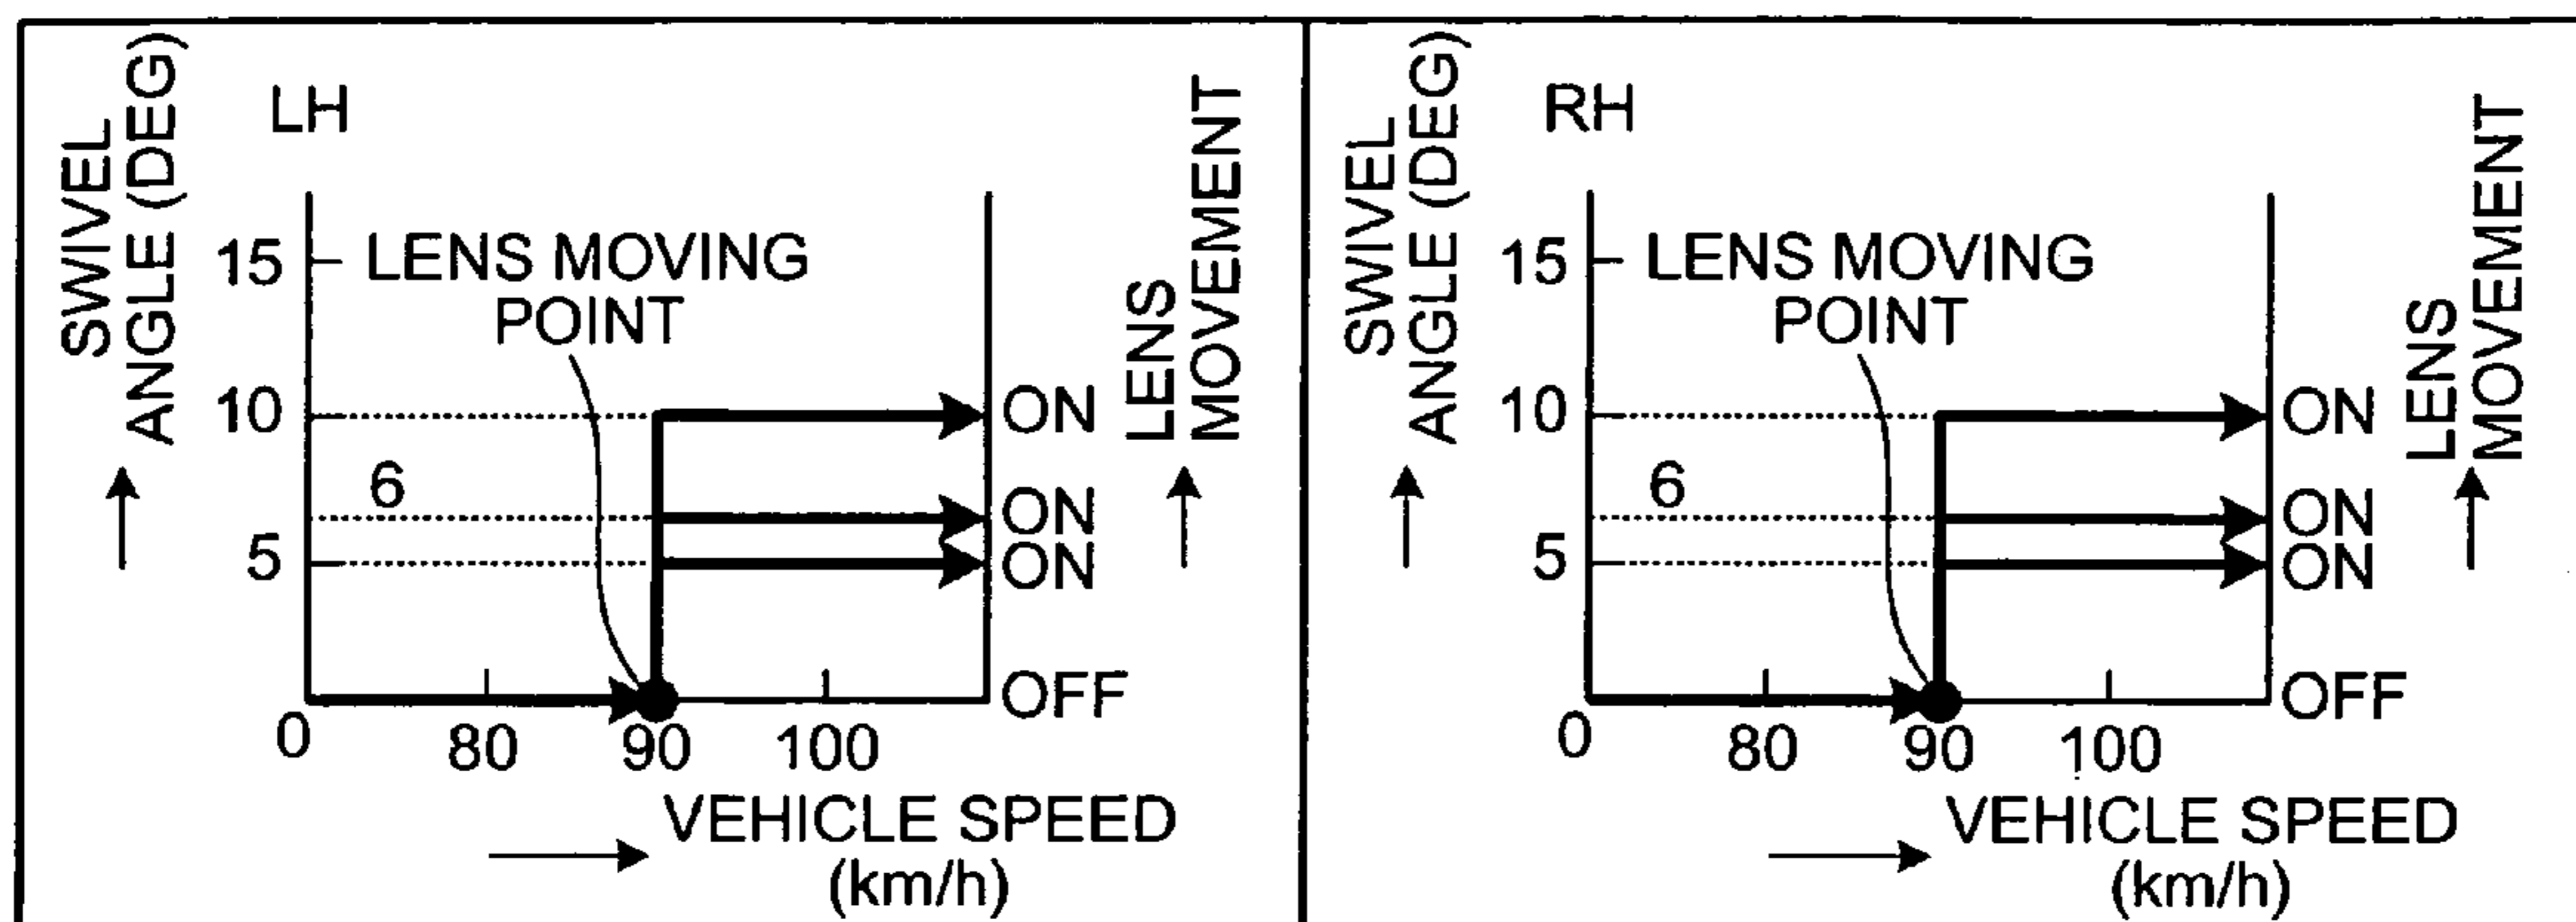 SWIVEL
ANGLE (DEG)
LH
15
LENS MOVING
POINT
10
6
5
0
80
90
100
VEHICLE SPEED
(km/h)
ON
ON
ON
OFF
LENS
MOVEMENT
SWIVEL
ANGLE (DEG)
RH
15
LENS MOVING
POINT
10
6
5
0
80
90
100
VEHICLE SPEED
(km/h)
ON
ON
ON
OFF
LENS
MOVEMENT